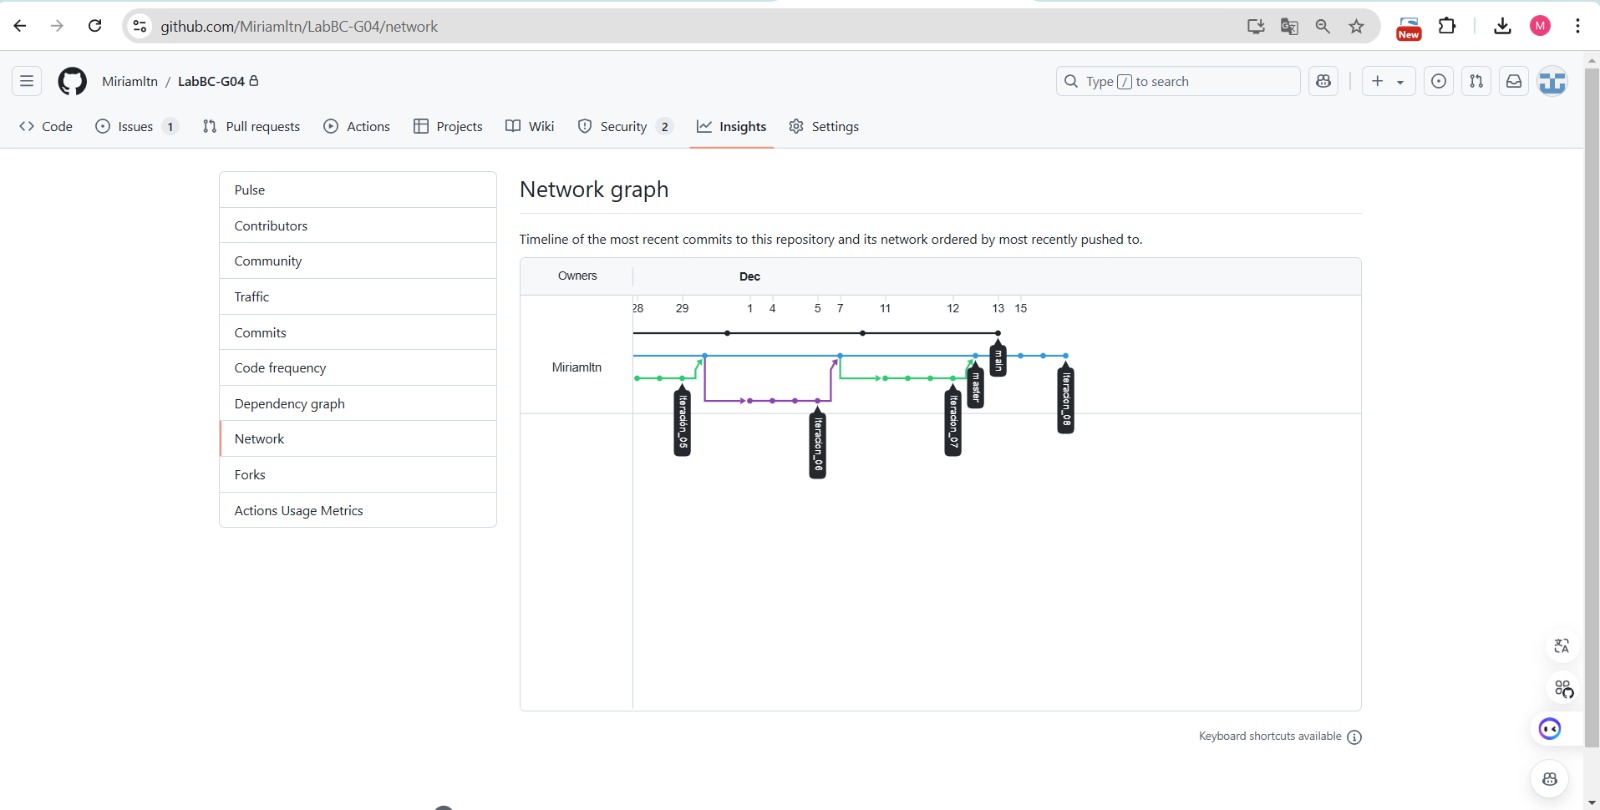 github.com/Miriamltn/LabBC-G04/network
New
M
Miriamltn / LabBC-G04
Type / to search
Code
Issues 1
Pull requests
Actions
Projects
Wiki
Security 2
Insights
Settings
Pulse
Contributors
Community
Traffic
Commits
Code frequency
Dependency graph
Network
Forks
Actions Usage Metrics
Network graph
Timeline of the most recent commits to this repository and its network ordered by most recently pushed to.
Owners
Dec
28 29 1 4 5 7 11 12 13 15
Miriamltn
main
master
Iteracion_08
Iteración_05
Iteracion_06
Iteracion_07
Keyboard shortcuts available